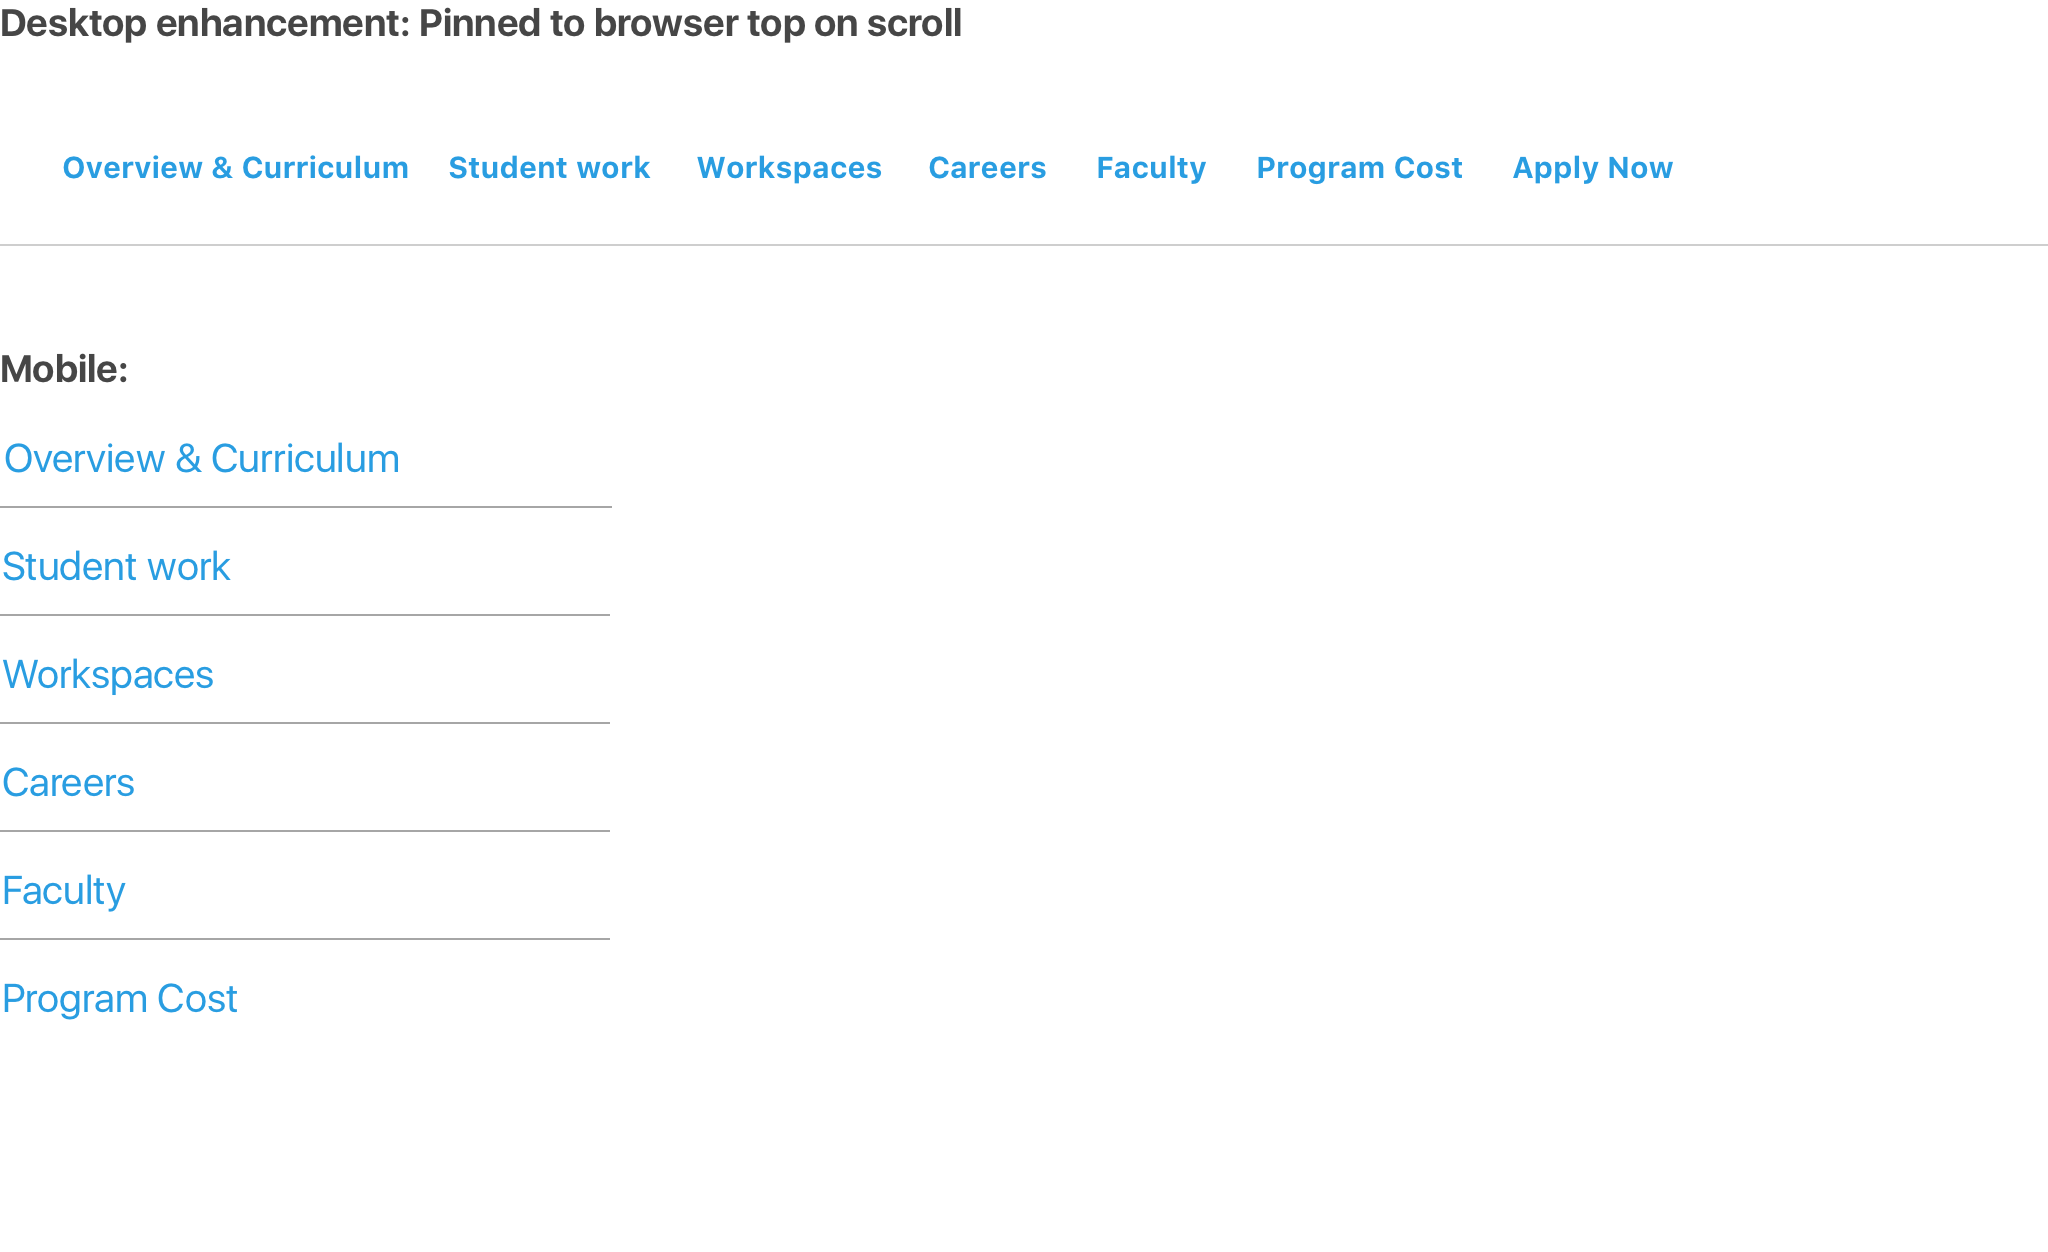 Desktop enhancement: Pinned to browser top on scroll
Overview & Curriculum Student work Workspaces Careers Faculty Program Cost Apply Now
Mobile:
Overview & Curriculum
Student work
Workspaces
Careers
Faculty
Program Cost